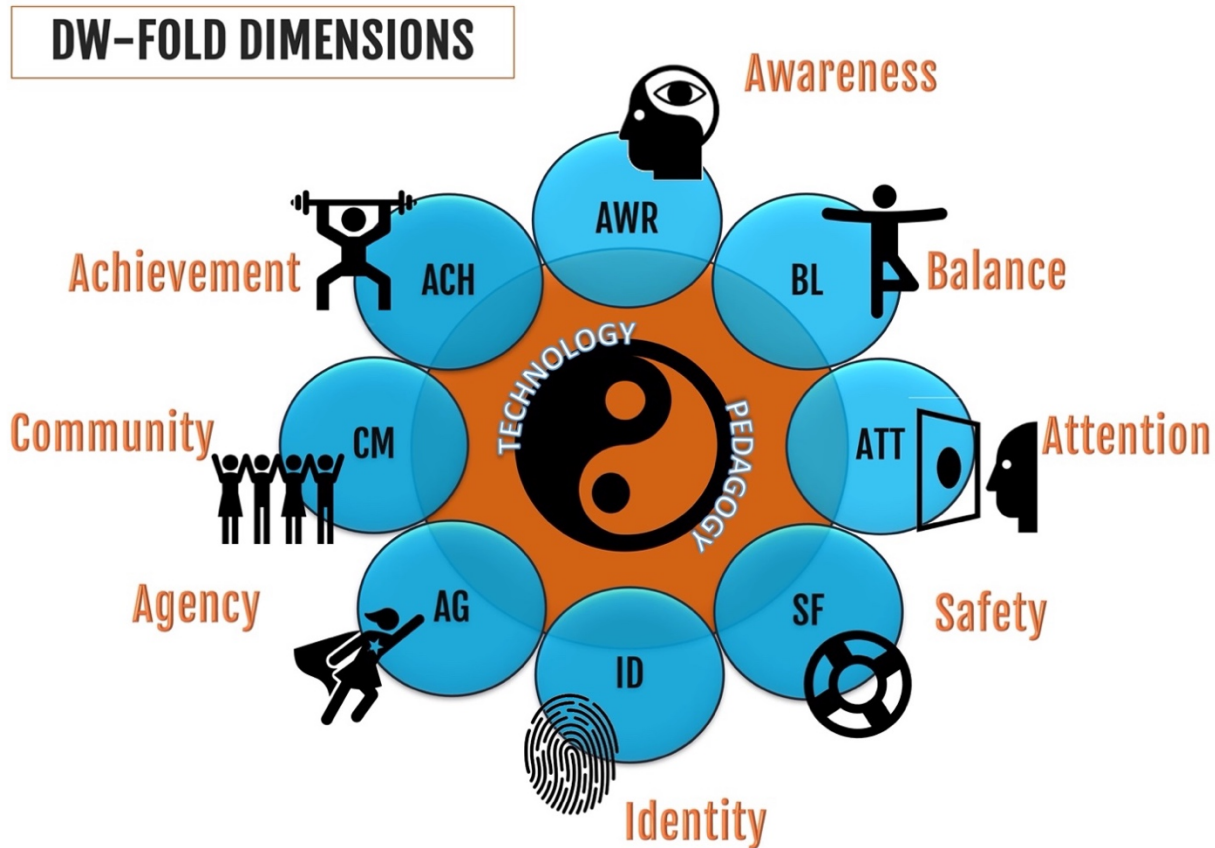 DW-FOLD DIMENSIONS
Awareness
AWR
Achievement
ACH
BL
Balance
TECHNOLOGY
PEDAGOGY
Community
CM
ATT
Attention
Agency
AG
SF
Safety
ID
Identity